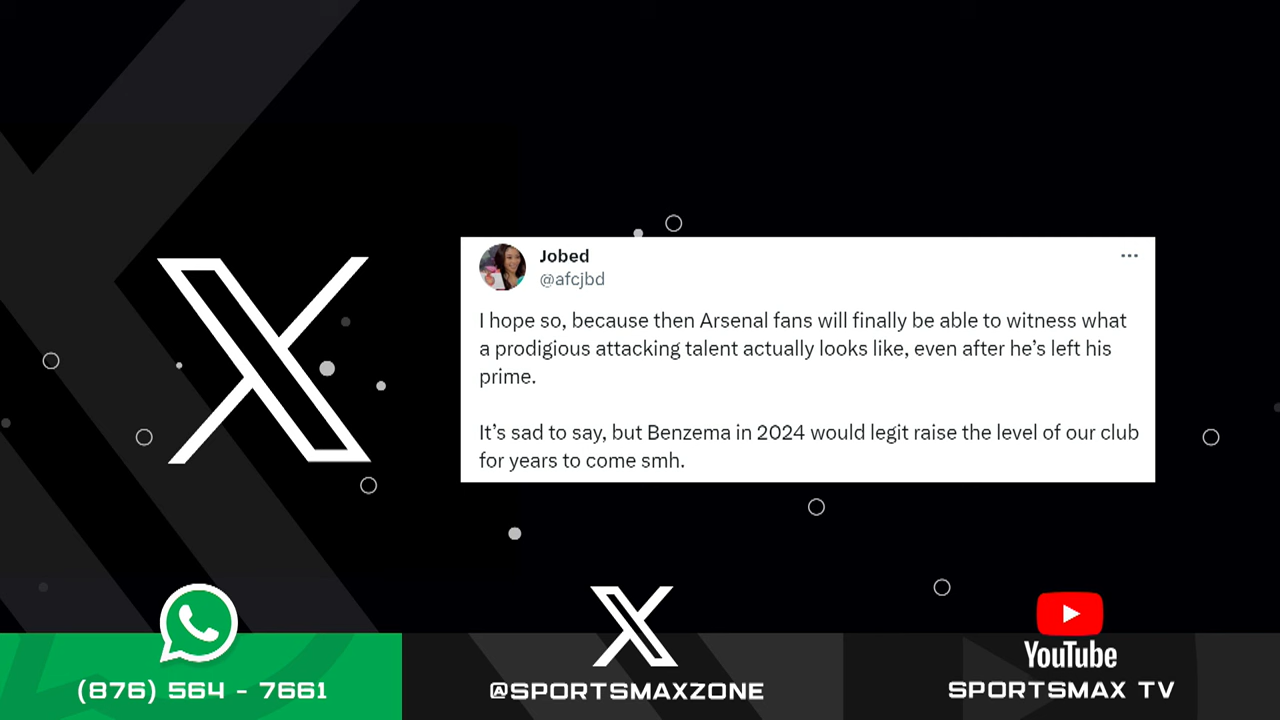 Jobed
@afcjbd
I hope so, because then Arsenal fans will finally be able to witness what
a prodigious attacking talent actually looks like, even after he's left his
prime.
It's sad to say, but Benzema in 2024 would legit raise the level of our club
for years to come smh.
(876) 564 - 7661
@SPORTSMAXZONE
YouTube
SPORTSMAX TV